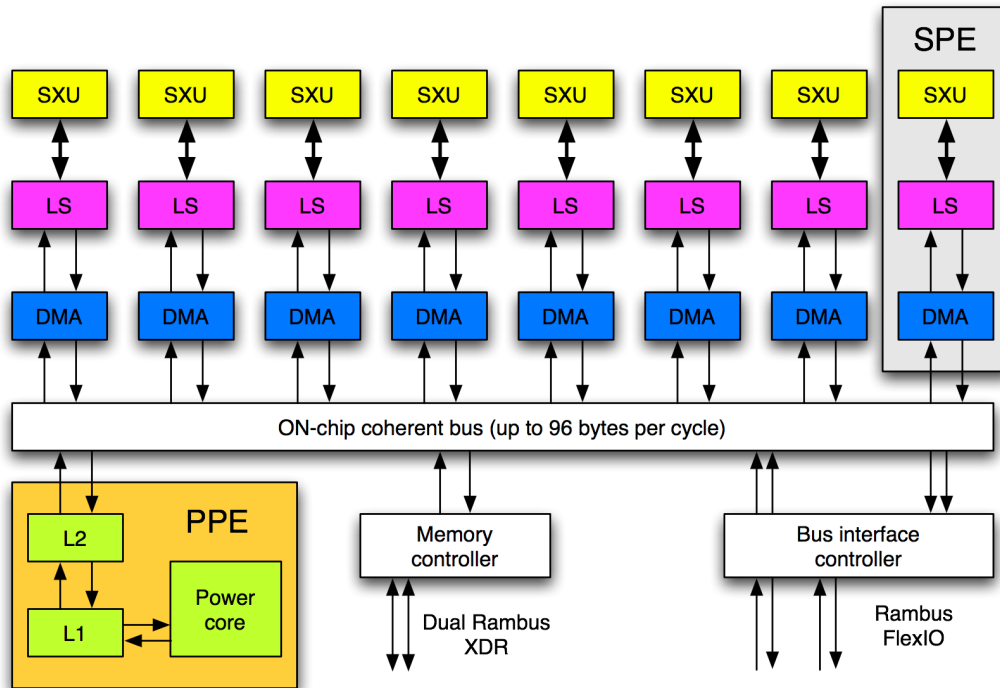 SPE
SXU SXU SXU SXU SXU SXU SXU SXU
LS LS LS LS LS LS LS LS
DMA DMA DMA DMA DMA DMA DMA DMA
ON-chip coherent bus (up to 96 bytes per cycle)
PPE
L2
L1
Power
core
Memory
controller
Dual Rambus
XDR
Bus interface
controller
Rambus
FlexIO